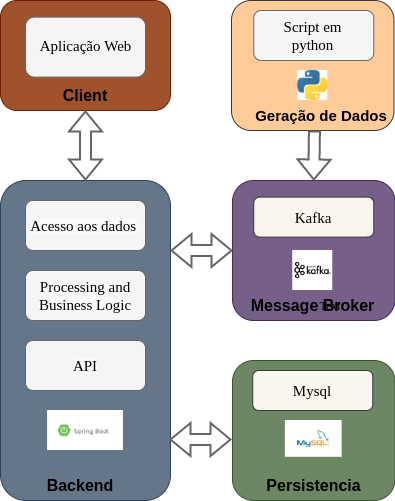 Aplicação Web
Client
Script em
python
Geração de Dados
Acesso aos dados
Processing and
Business Logic
API
Spring Boot
Backend
Kafka
kafka
Message Broker
Mysql
MySQL
Persistencia